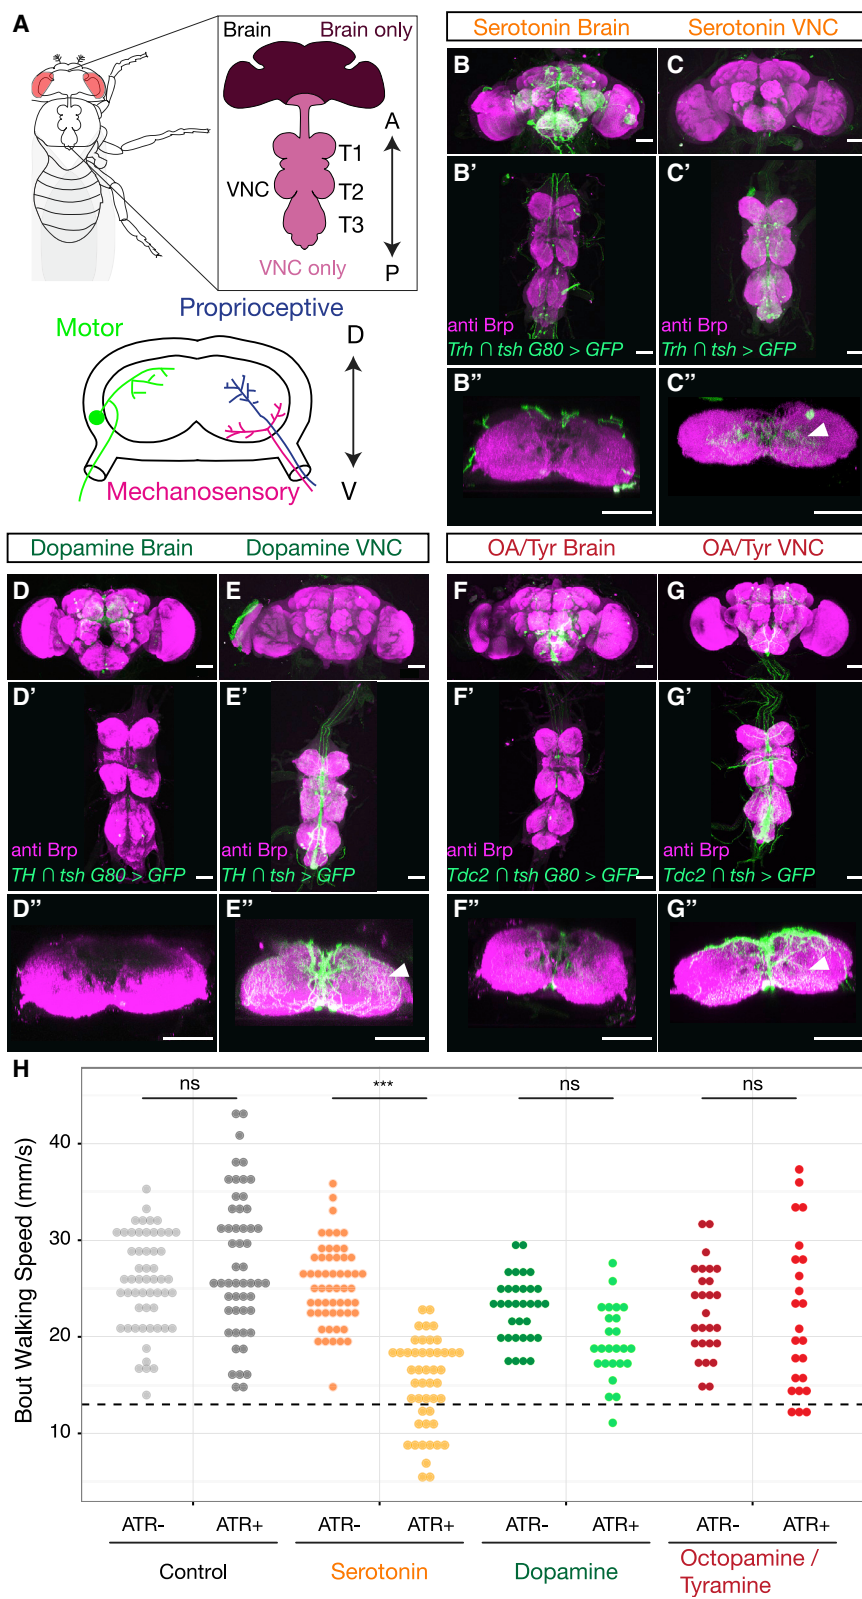 A
Brain
Brain only
A
T1
VNC
T2
T3
VNC only
P
Proprioceptive
Motor
D
Mechanosensory
V
Serotonin Brain
Serotonin VNC
B
C
B'
C'
anti Brp
Trh ∩ tsh G80 > GFP
anti Brp
Trh ∩ tsh > GFP
B''
C''
Dopamine Brain
Dopamine VNC
OA/Tyr Brain
OA/Tyr VNC
D
E
F
G
D'
E'
F'
G'
anti Brp
TH ∩ tsh G80 > GFP
anti Brp
TH ∩ tsh > GFP
anti Brp
Tdc2 ∩ tsh G80 > GFP
anti Brp
Tdc2 ∩ tsh > GFP
D''
E''
F''
G''
H
ns
***
ns
ns
Bout Walking Speed (mm/s)
40
30
20
10
ATR-
ATR+
ATR-
ATR+
ATR-
ATR+
ATR-
ATR+
Control
Serotonin
Dopamine
Octopamine /
Tyramine